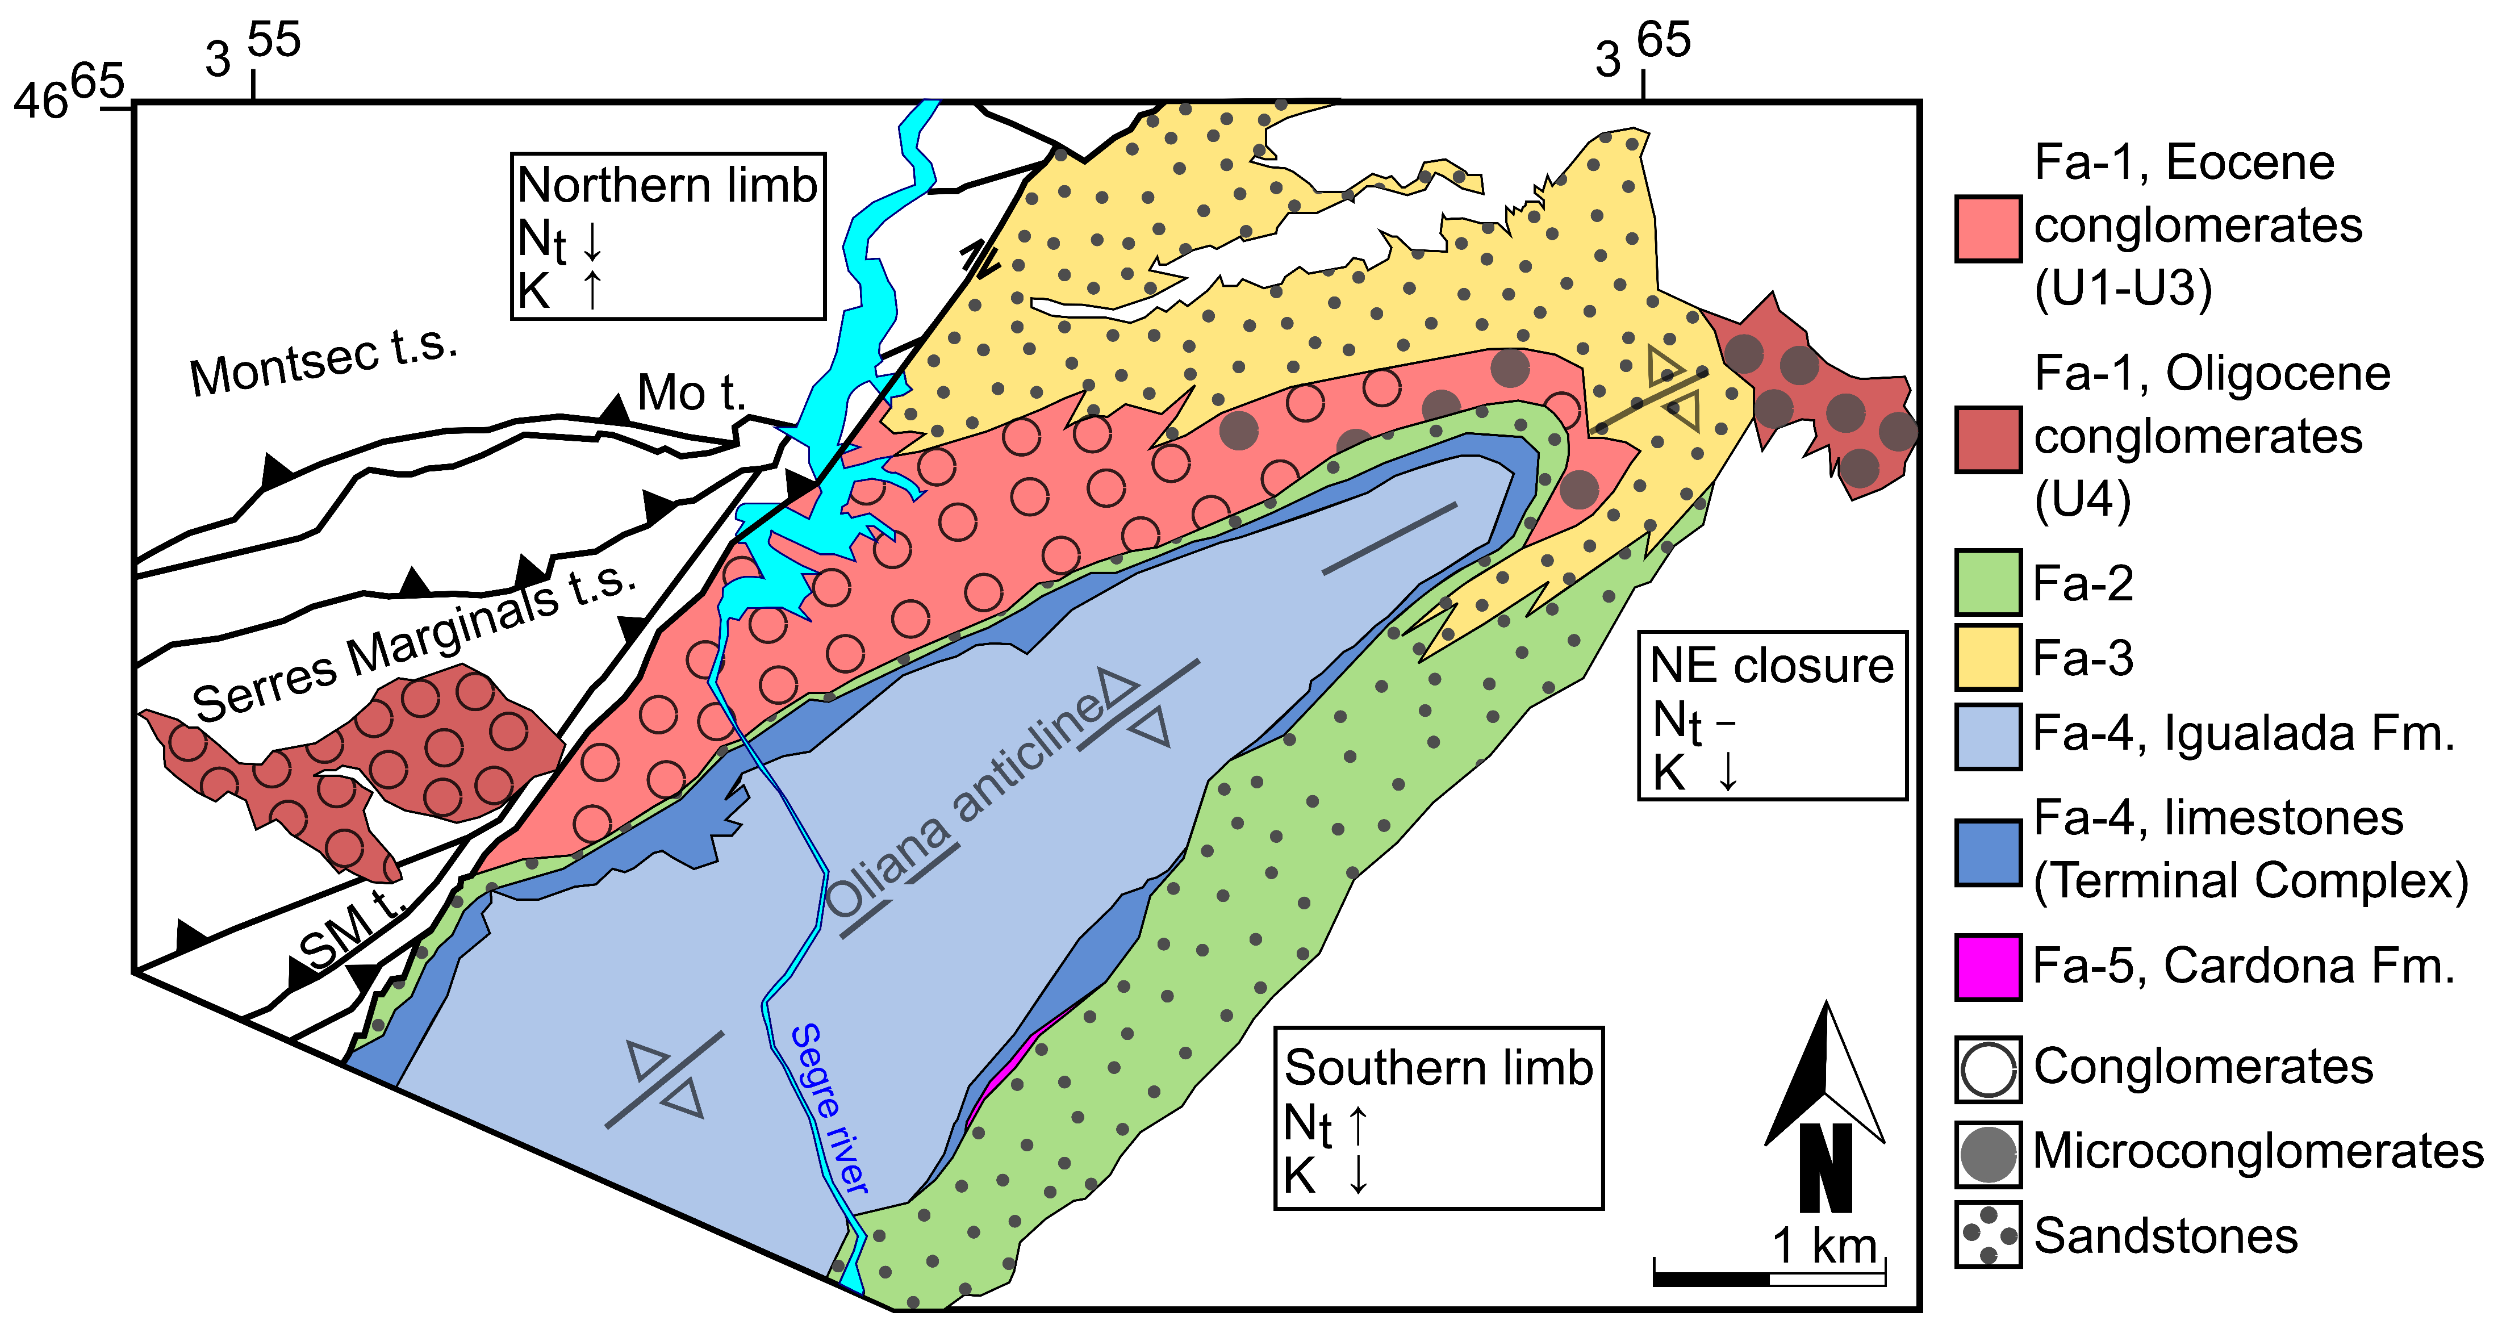 3 55
3 65
4665
Northern limb
Nt ↓
K ↑
Montsec t.s.
Mo t.
Serres Marginals t.s.
SM t.
Oliana anticline
Segre river
NE closure
Nt –
K ↓
Southern limb
Nt ↑
K ↓
N
1 km
Fa-1, Eocene
conglomerates
(U1-U3)
Fa-1, Oligocene
conglomerates
(U4)
Fa-2
Fa-3
Fa-4, Igualada Fm.
Fa-4, limestones
(Terminal Complex)
Fa-5, Cardona Fm.
Conglomerates
Microconglomerates
Sandstones